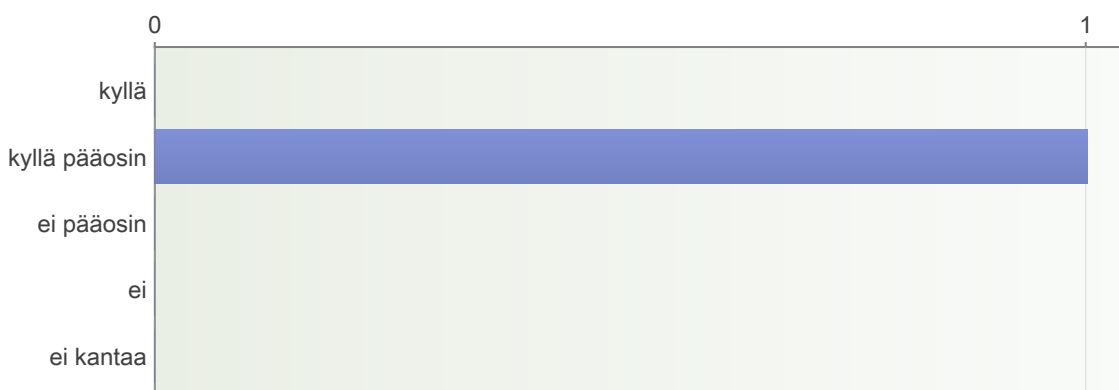 0 1
kyllä
kyllä pääosin
ei pääosin
ei
ei kantaa